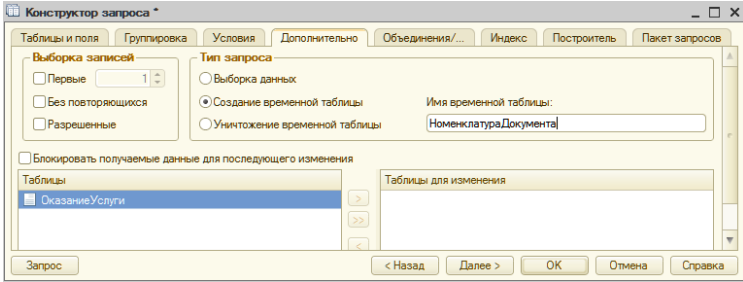 Конструктор запроса *
Таблицы и поля Группировка Условия Дополнительно Объединения/... Индекс Построитель Пакет запросов
Выборка записей Тип запроса
Первые 1 Выборка данных
Без повторяющихся Создание временной таблицы Имя временной таблицы:
Разрешенные Уничтожение временной таблицы НоменклатураДокумента
Блокировать получаемые данные для последующего изменения
Таблицы Таблицы для изменения
ОказаниеУслуги >
>>
<
Запрос < Назад Далее > OK Отмена Справка